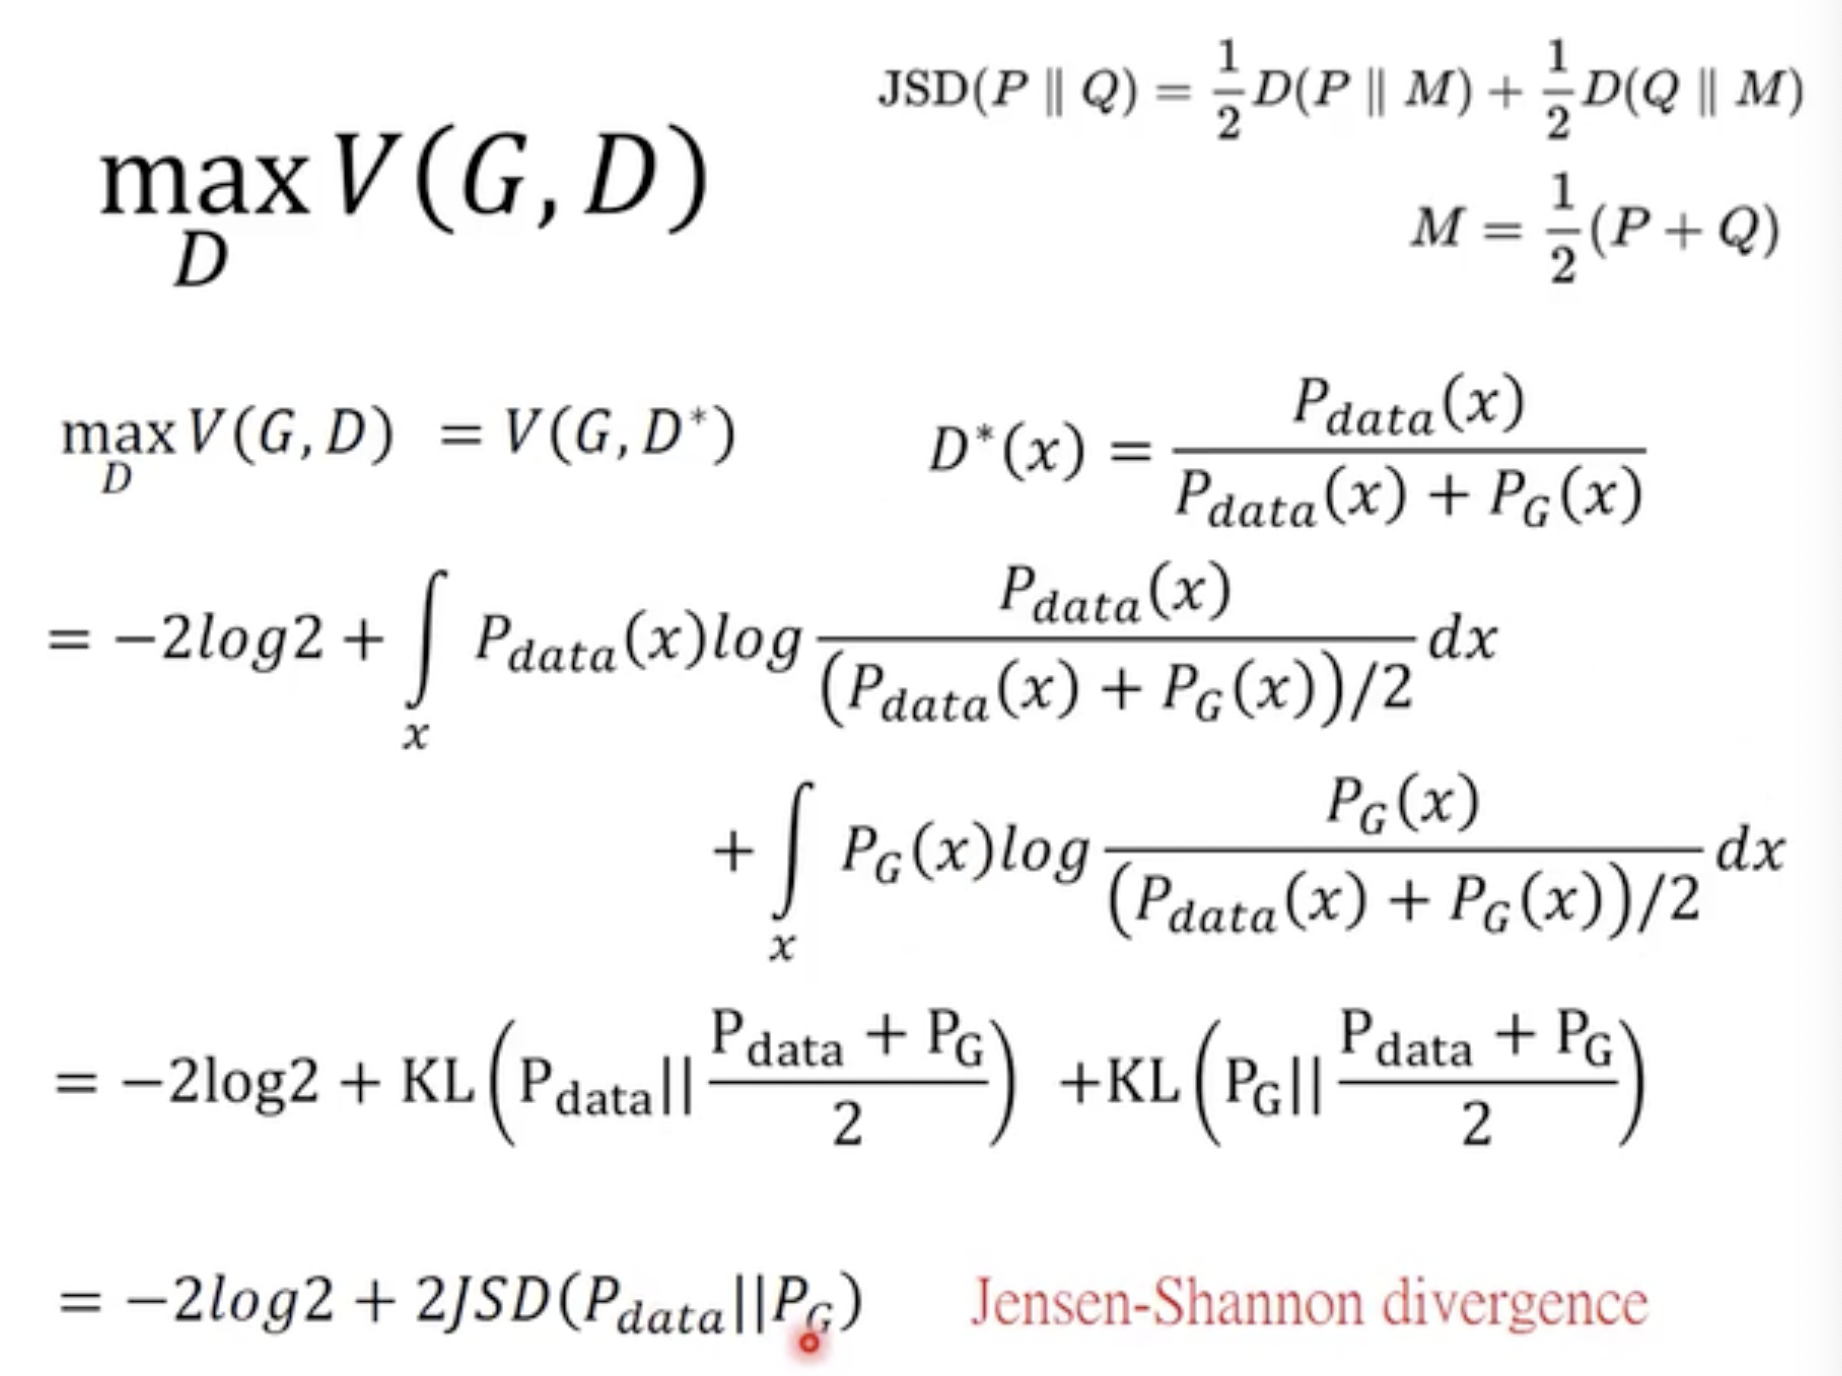 JSD(P ∥ Q) = 1/2 D(P ∥ M) + 1/2 D(Q ∥ M)
max_D V(G, D)
M = 1/2 (P + Q)
max_D V(G, D) = V(G, D*)
D*(x) = P_data(x) / (P_data(x) + P_G(x))
= −2log2 + ∫_x P_data(x)log P_data(x) / ((P_data(x) + P_G(x))/2) dx
+ ∫_x P_G(x)log P_G(x) / ((P_data(x) + P_G(x))/2) dx
= −2log2 + KL(P_data || (P_data + P_G) / 2) +KL(P_G || (P_data + P_G) / 2)
= −2log2 + 2JSD(P_data||P_G) Jensen-Shannon divergence